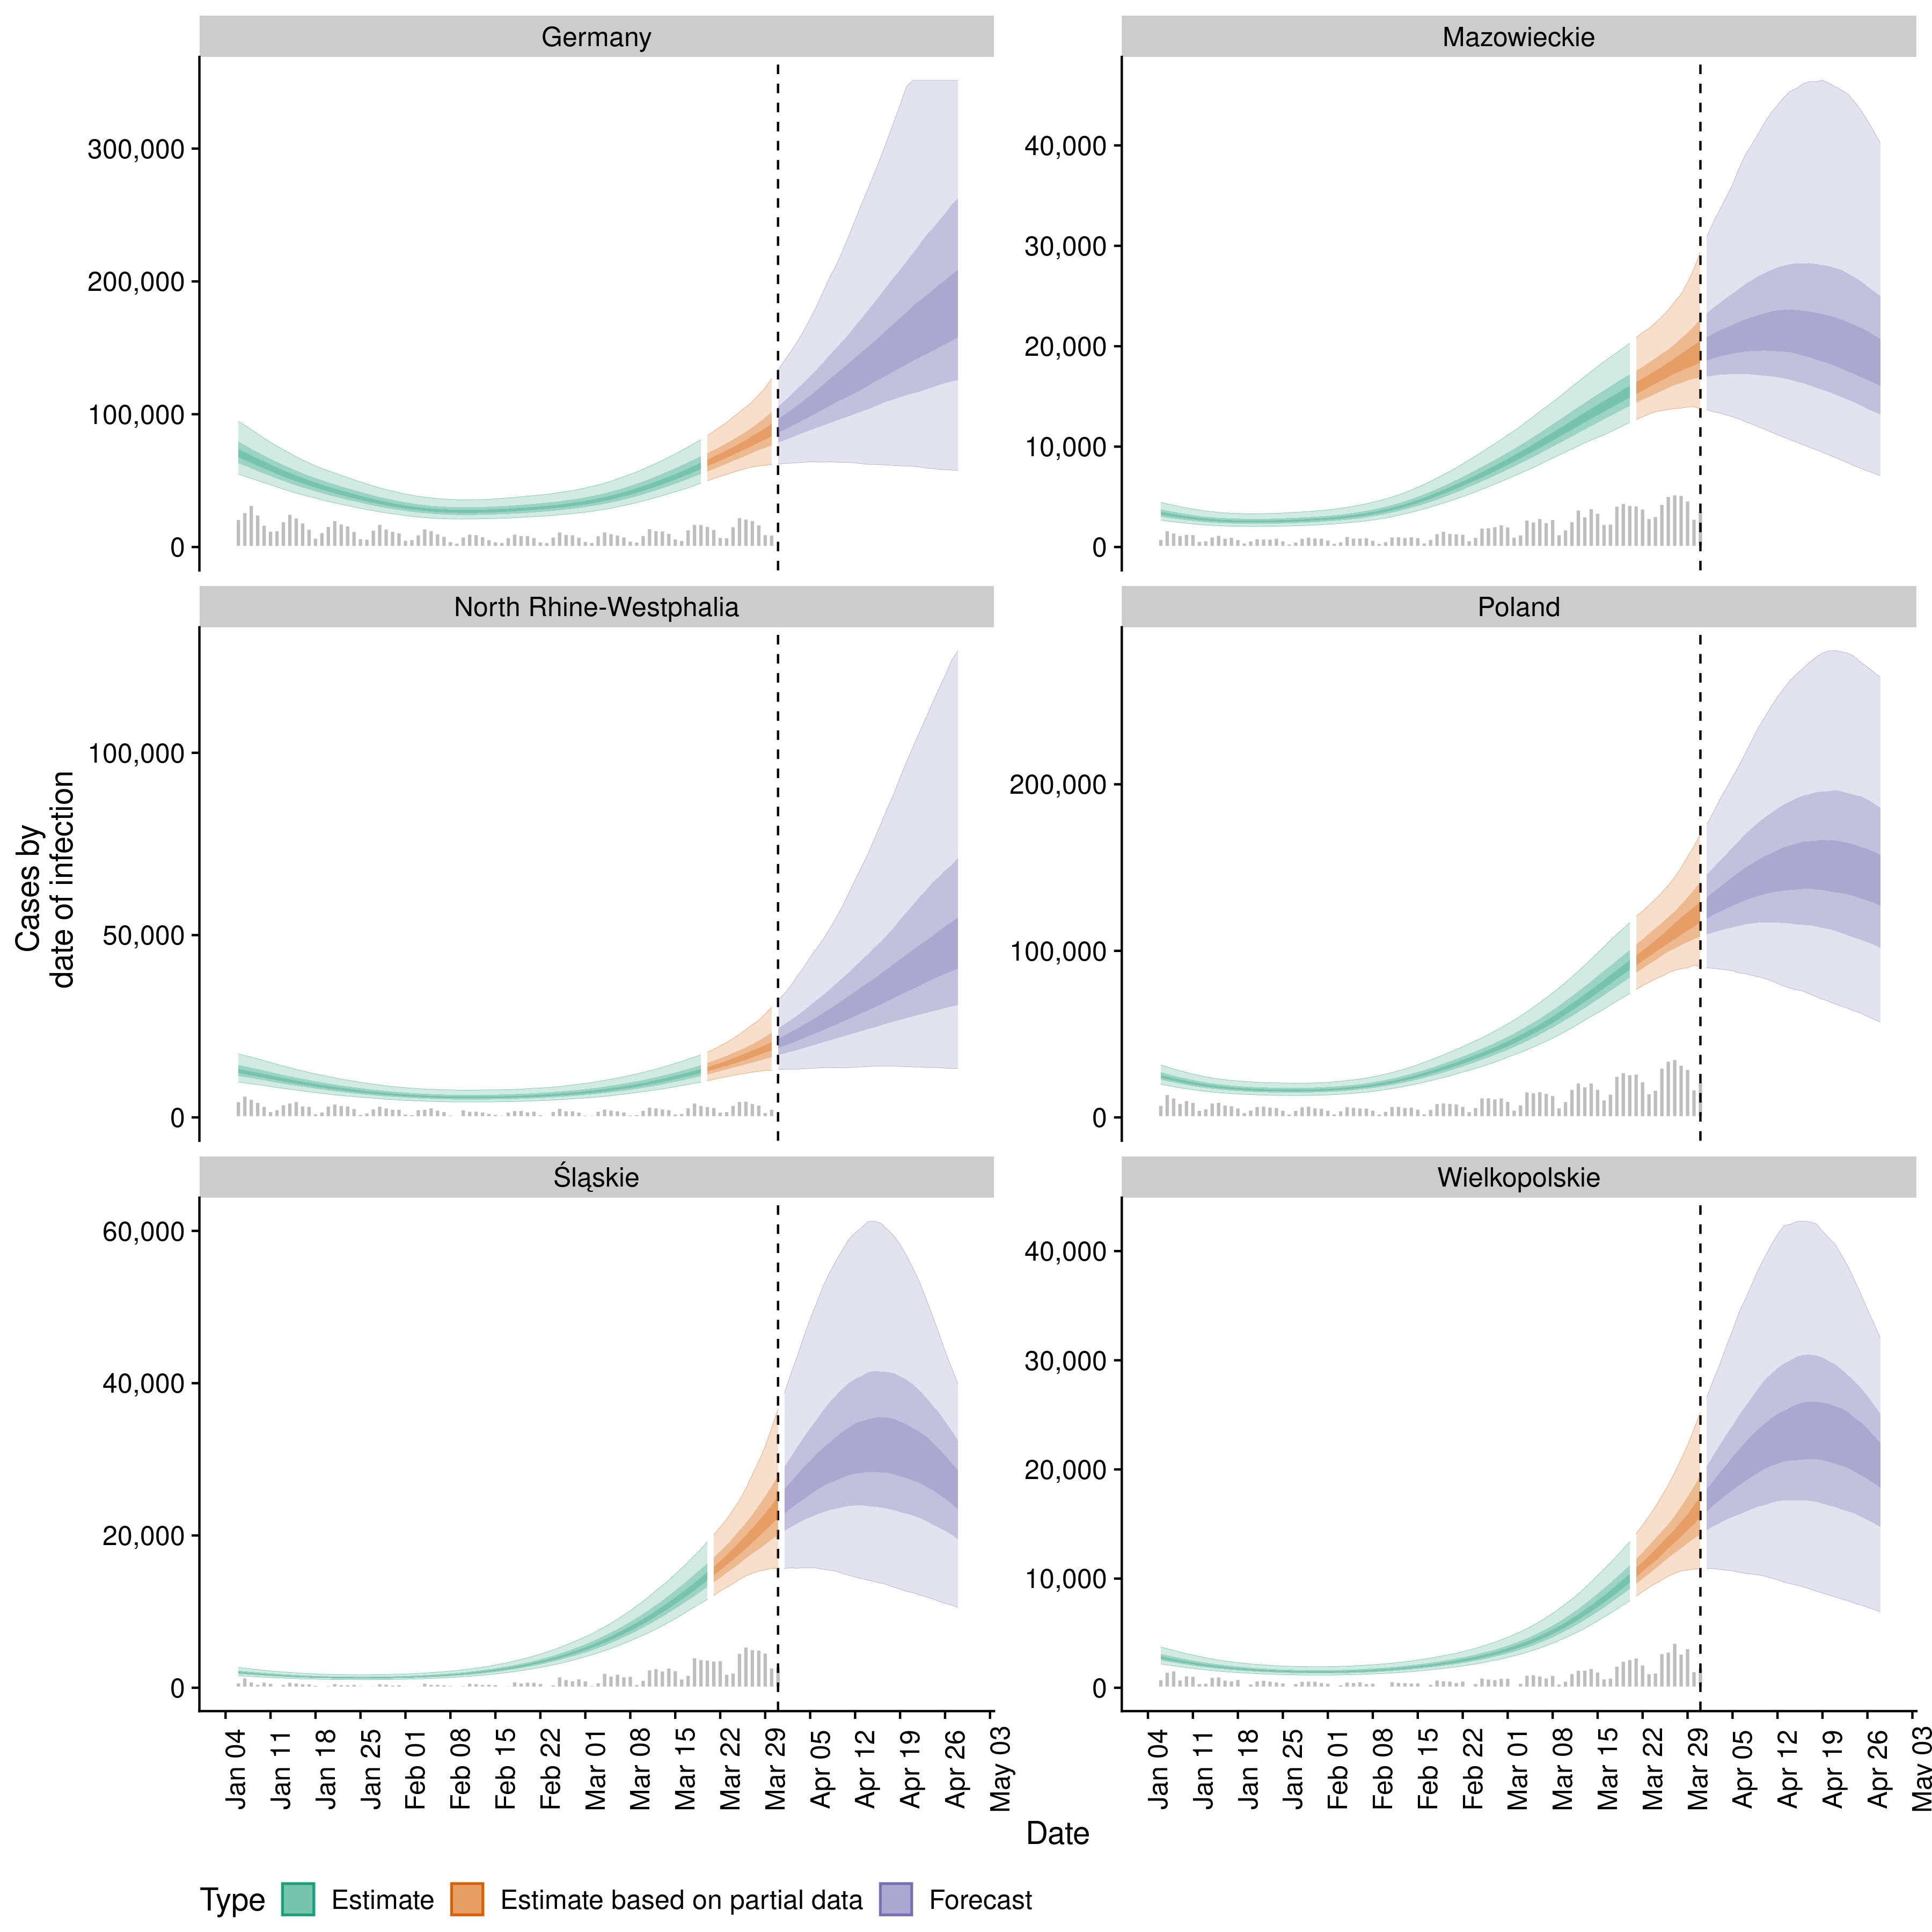 Germany
Mazowieckie
300,000
200,000
100,000
0
40,000
30,000
20,000
10,000
0
North Rhine-Westphalia
Poland
100,000
50,000
0
200,000
100,000
0
Cases by
date of infection
Śląskie
Wielkopolskie
60,000
40,000
20,000
0
40,000
30,000
20,000
10,000
0
Jan 04
Jan 11
Jan 18
Jan 25
Feb 01
Feb 08
Feb 15
Feb 22
Mar 01
Mar 08
Mar 15
Mar 22
Mar 29
Apr 05
Apr 12
Apr 19
Apr 26
May 03
Jan 04
Jan 11
Jan 18
Jan 25
Feb 01
Feb 08
Feb 15
Feb 22
Mar 01
Mar 08
Mar 15
Mar 22
Mar 29
Apr 05
Apr 12
Apr 19
Apr 26
May 03
Date
Type Estimate Estimate based on partial data Forecast